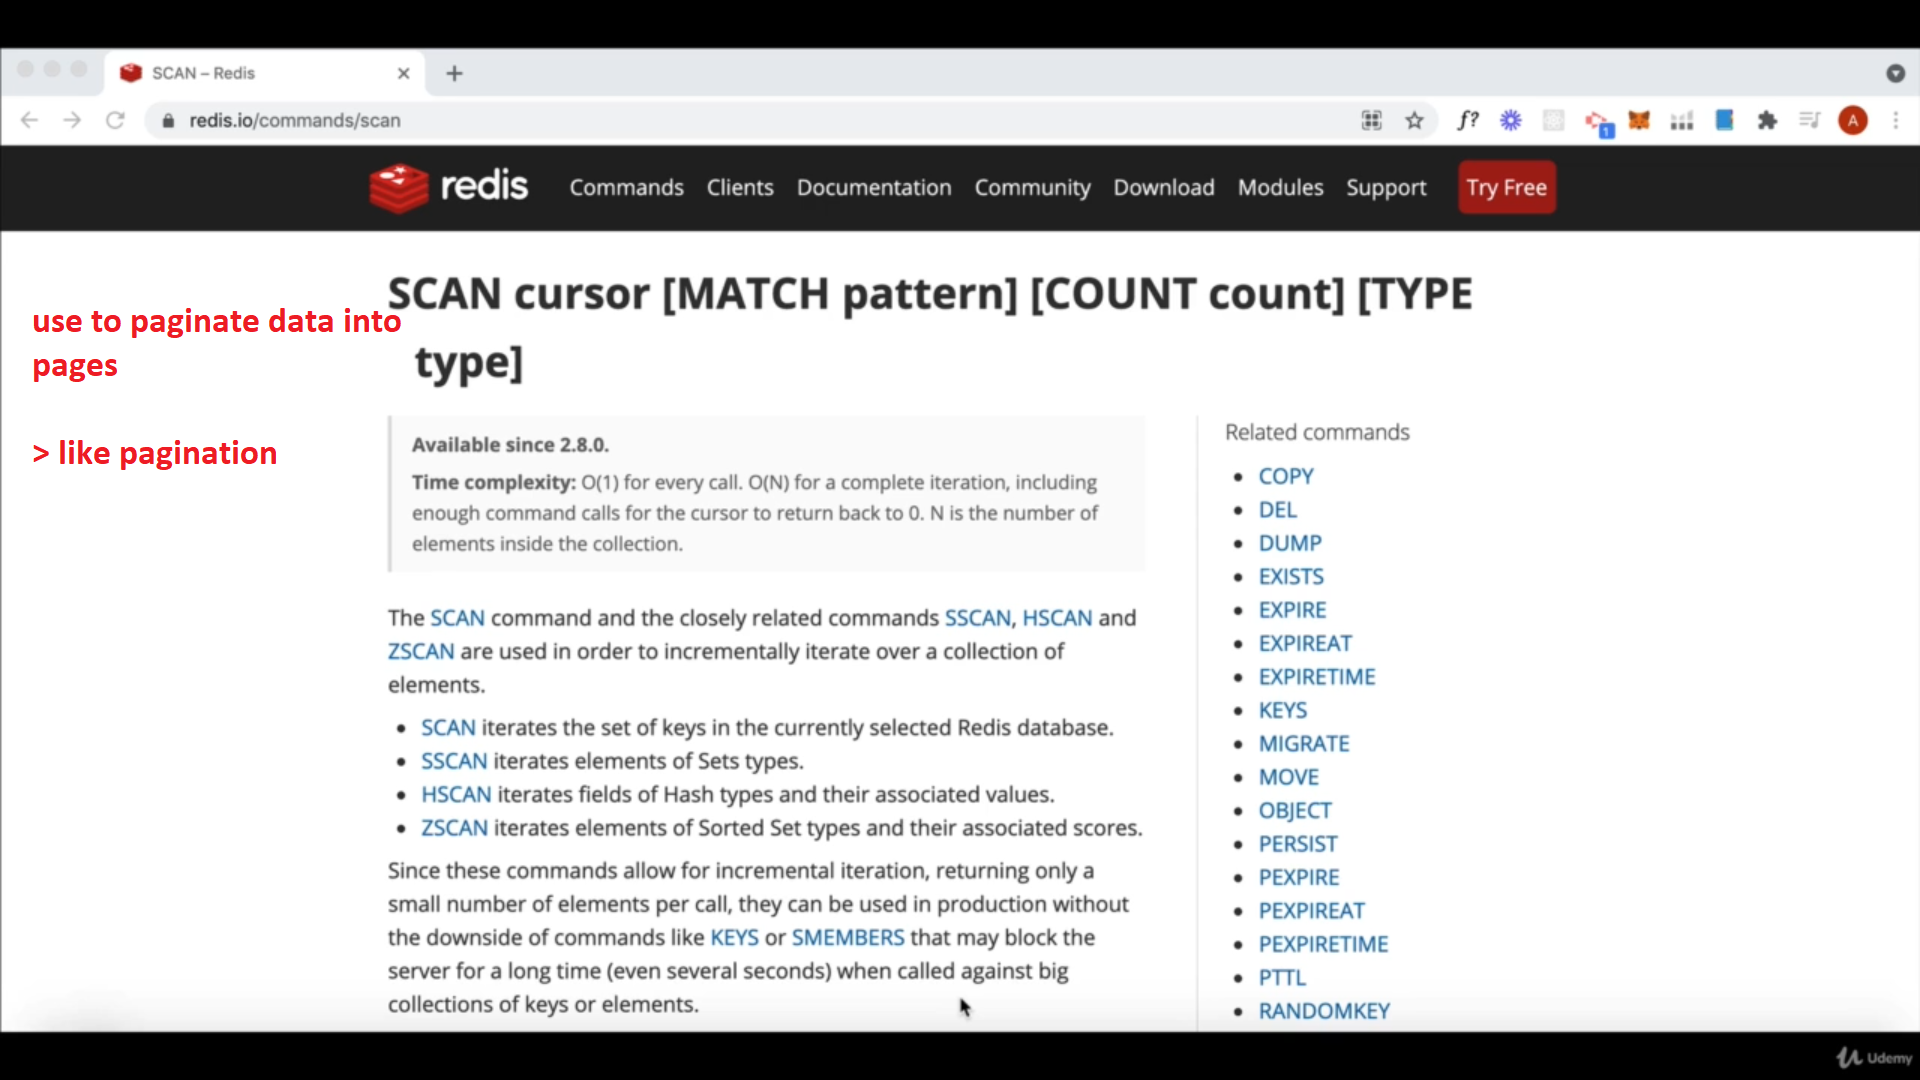 SCAN – Redis
redis.io/commands/scan
f?
1
A
redis
Commands Clients Documentation Community Download Modules Support Try Free
SCAN cursor [MATCH pattern] [COUNT count] [TYPE
type]
use to paginate data into
pages
> like pagination
Available since 2.8.0.
Time complexity: O(1) for every call. O(N) for a complete iteration, including
enough command calls for the cursor to return back to 0. N is the number of
elements inside the collection.
The SCAN command and the closely related commands SSCAN, HSCAN and
ZSCAN are used in order to incrementally iterate over a collection of
elements.
• SCAN iterates the set of keys in the currently selected Redis database.
• SSCAN iterates elements of Sets types.
• HSCAN iterates fields of Hash types and their associated values.
• ZSCAN iterates elements of Sorted Set types and their associated scores.
Since these commands allow for incremental iteration, returning only a
small number of elements per call, they can be used in production without
the downside of commands like KEYS or SMEMBERS that may block the
server for a long time (even several seconds) when called against big
collections of keys or elements.
Related commands
• COPY
• DEL
• DUMP
• EXISTS
• EXPIRE
• EXPIREAT
• EXPIRETIME
• KEYS
• MIGRATE
• MOVE
• OBJECT
• PERSIST
• PEXPIRE
• PEXPIREAT
• PEXPIRETIME
• PTTL
• RANDOMKEY
Udemy